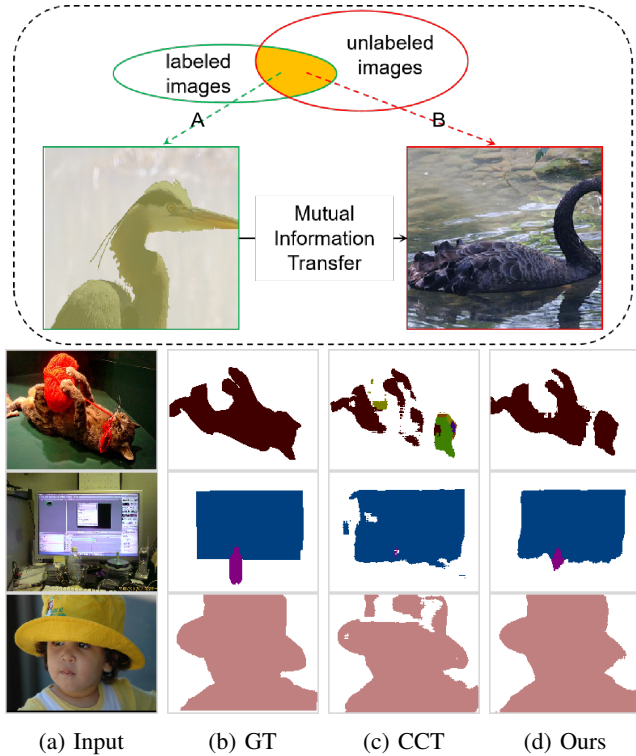 labeled
images
unlabeled
images
A
B
Mutual
Information
Transfer
(a) Input
(b) GT
(c) CCT
(d) Ours